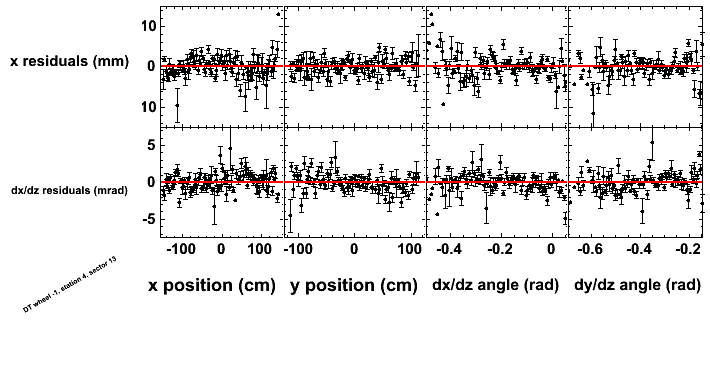 10
x residuals (mm)
0
10
5
dx/dz residuals (mrad)
0
-5
-100 0 100 -100 0 100 -0.4 -0.2 0 -0.6 -0.4 -0.2
x position (cm) y position (cm) dx/dz angle (rad) dy/dz angle (rad)
DT wheel -1, station 4, sector 13